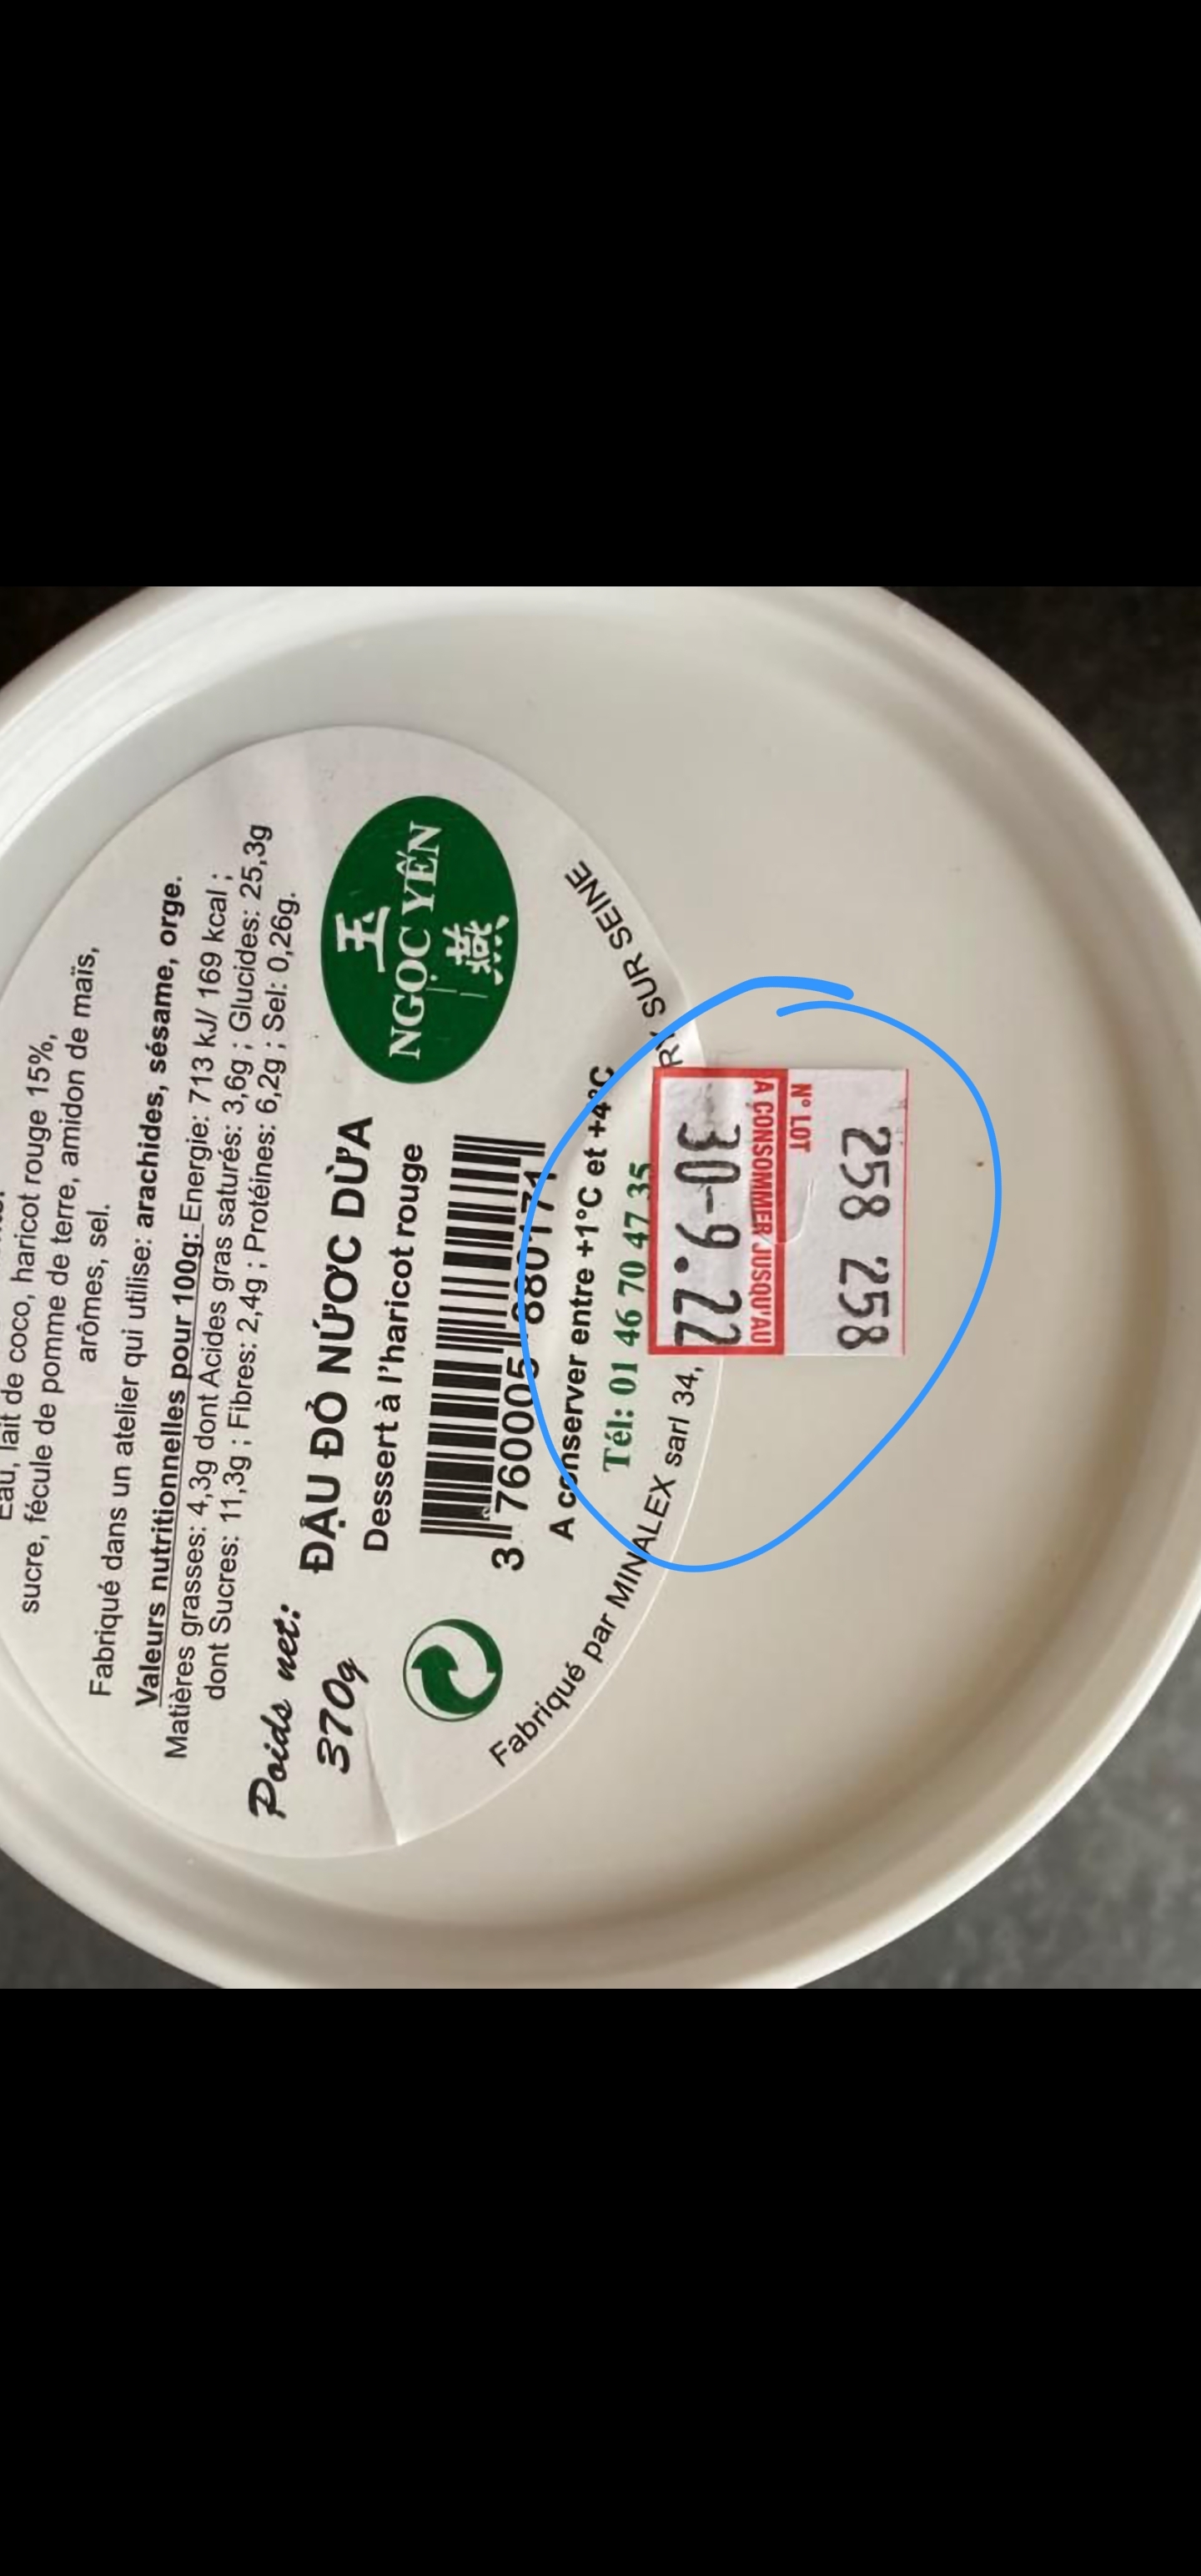 Eau, lait de coco, haricot rouge 15%,
sucre, fécule de pomme de terre, amidon de maïs,
arômes, sel.
Fabriqué dans un atelier qui utilise: arachides, sésame, orge.
Valeurs nutritionnelles pour 100g: Energie: 713 kJ/ 169 kcal ;
Matières grasses: 4,3g dont Acides gras saturés: 3,6g ; Glucides: 25,3g
dont Sucres: 11,3g ; Fibres: 2,4g ; Protéines: 6,2g ; Sel: 0,26g.
Poids net:
370g
ĐẬU ĐỎ NỨƠC DỪA
Dessert à l'haricot rouge
玉
NGỌC YẾN
燕
3 760005 880171
A conserver entre +1°C et +4°C
Tél: 01 46 70 47 35
Fabriqué par MINALEX sarl 34, RY SUR SEINE
N° LOT
258 258
A CONSOMMER JUSQU'AU
30-9.22